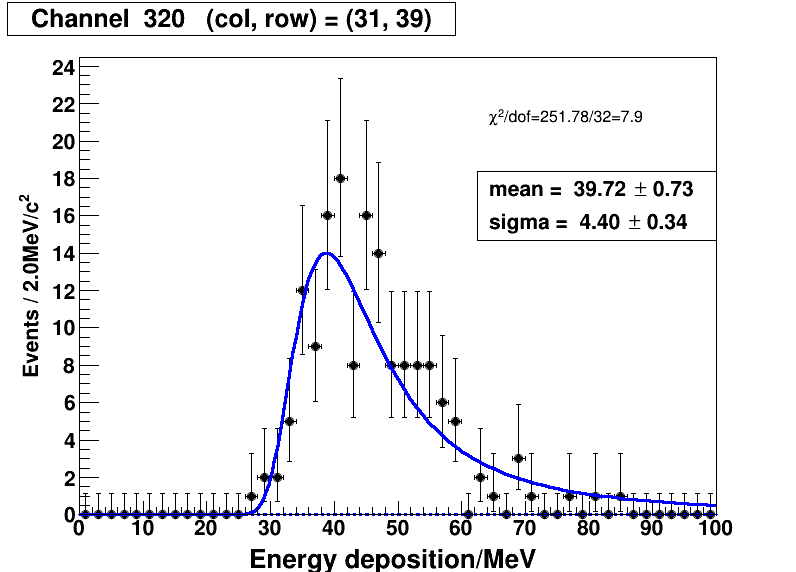 Channel 320 (col, row) = (31, 39)
χ²/dof=251.78/32=7.9
mean = 39.72 ± 0.73
sigma = 4.40 ± 0.34
Events / 2.0MeV/c²
24
22
20
18
16
14
12
10
8
6
4
2
0
0 10 20 30 40 50 60 70 80 90 100
Energy deposition/MeV